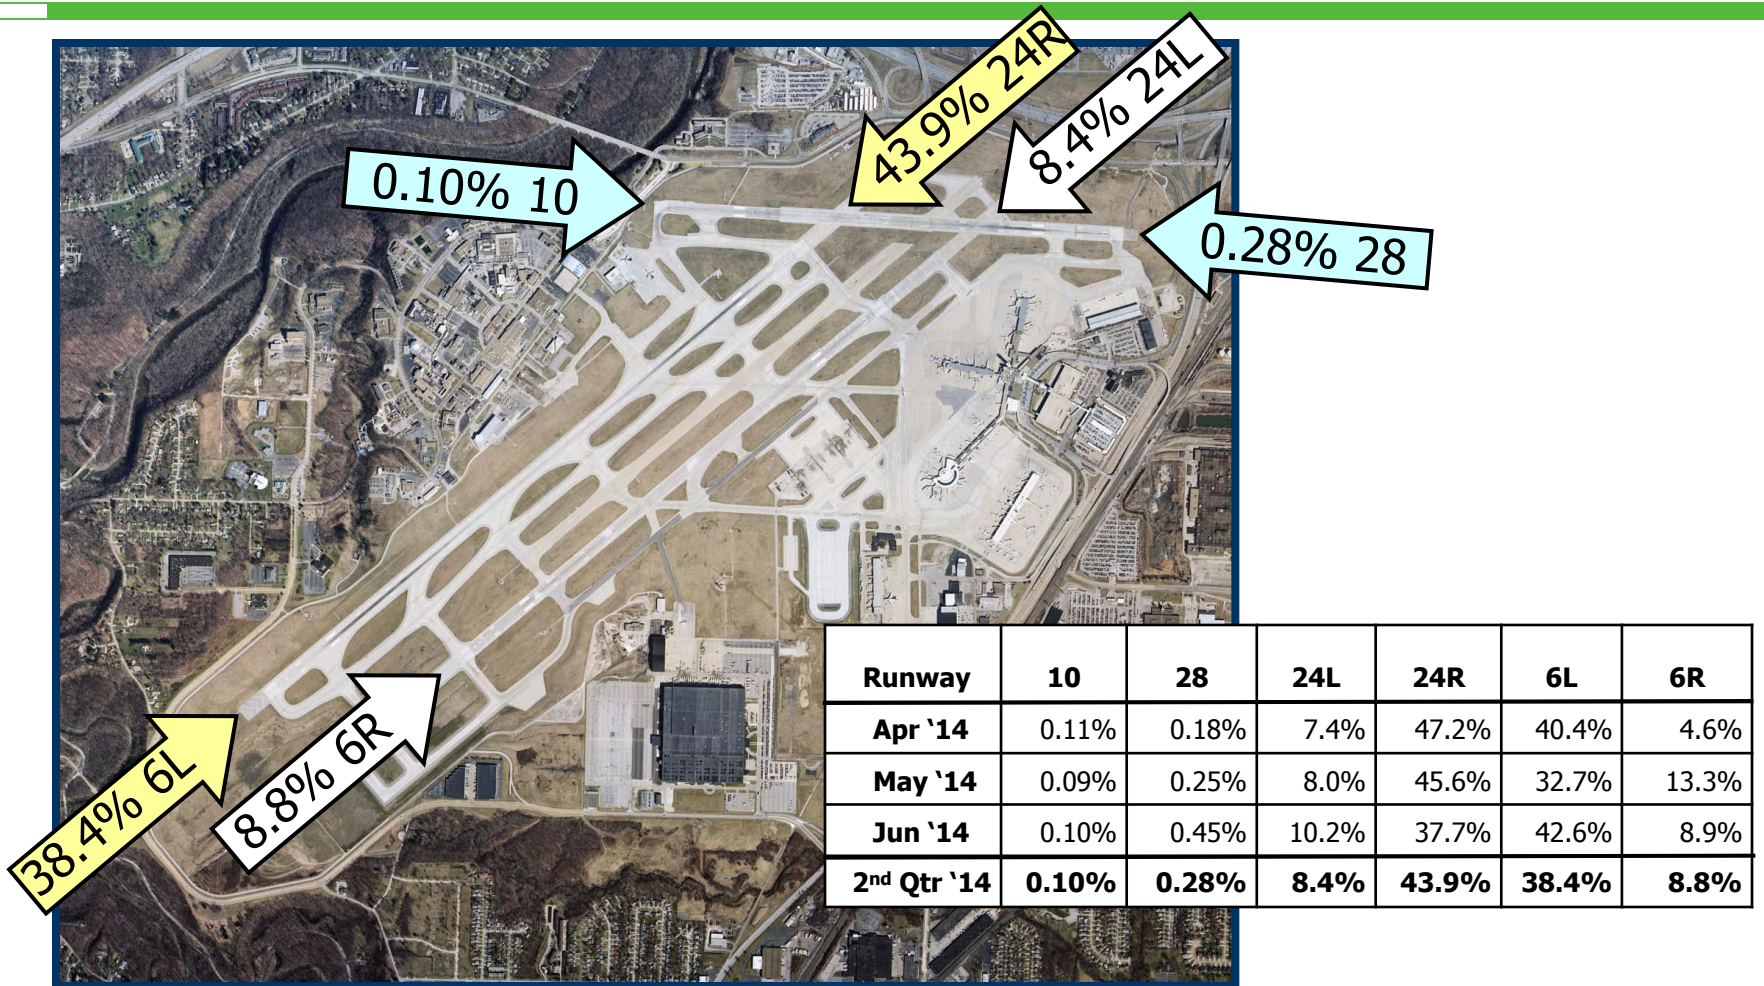 43.9% 24R
8.4% 24L
0.10% 10
0.28% 28
38.4% 6L
8.8% 6R
Runway 10 28 24L 24R 6L 6R
Apr ‘14 0.11% 0.18% 7.4% 47.2% 40.4% 4.6%
May ‘14 0.09% 0.25% 8.0% 45.6% 32.7% 13.3%
Jun ‘14 0.10% 0.45% 10.2% 37.7% 42.6% 8.9%
2nd Qtr ‘14 0.10% 0.28% 8.4% 43.9% 38.4% 8.8%